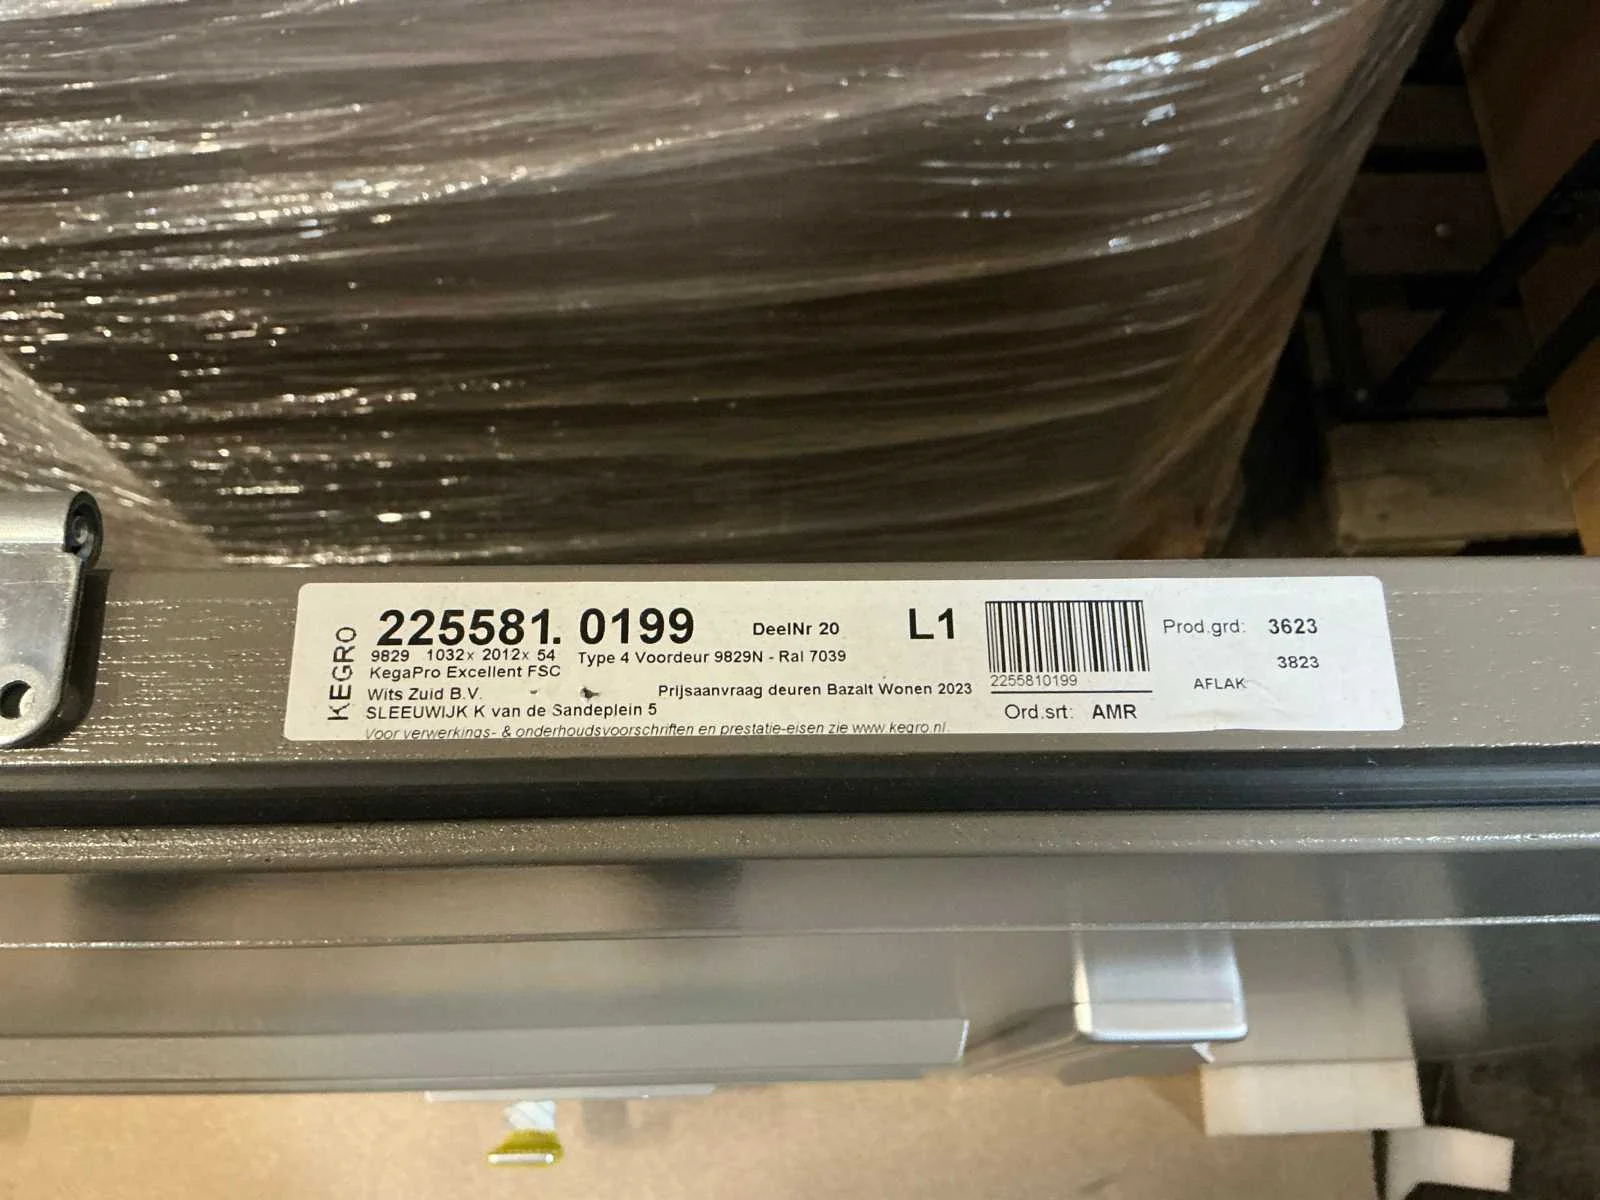 KEGRO
225581. 0199 DeelNr 20 L1
9829 1032x 2012x 54 Type 4 Voordeur 9829N - Ral 7039
KegaPro Excellent FSC
Wits Zuid B.V. - Prijsaanvraag deuren Bazalt Wonen 2023
SLEEUWIJK K van de Sandeplein 5
Voor verwerkings- & onderhoudsvoorschriften en prestatie-eisen zie www.kegro.nl.
2255810199
Prod.grd: 3623
3823
AFLAK
Ord.srt: AMR